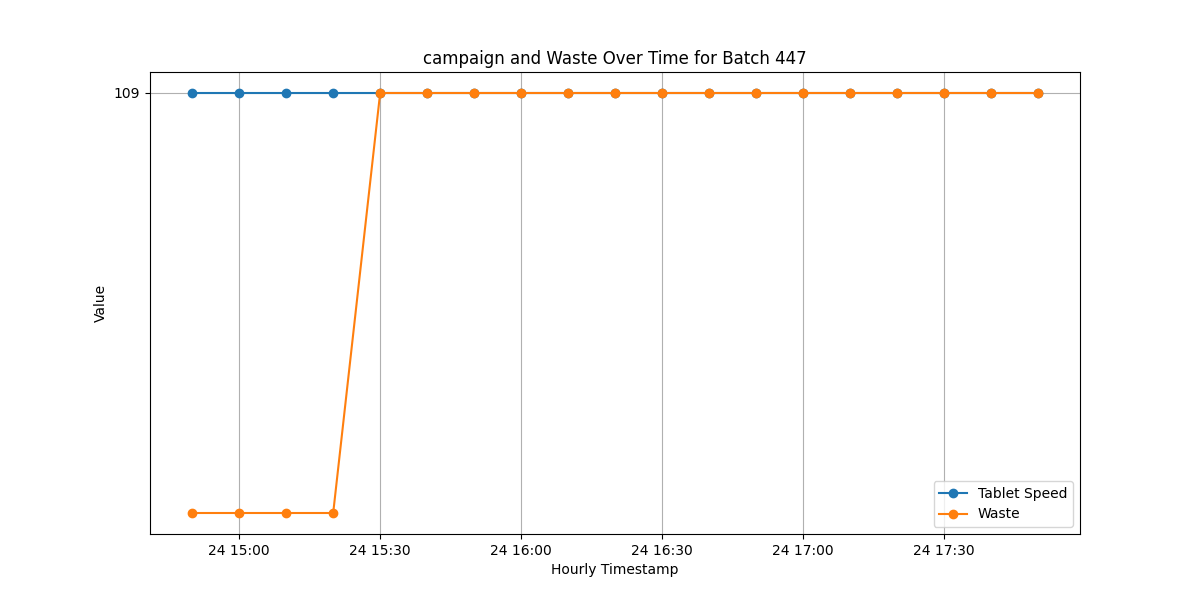 campaign and Waste Over Time for Batch 447
109
Value
Tablet Speed
Waste
24 15:00
24 15:30
24 16:00
24 16:30
24 17:00
24 17:30
Hourly Timestamp